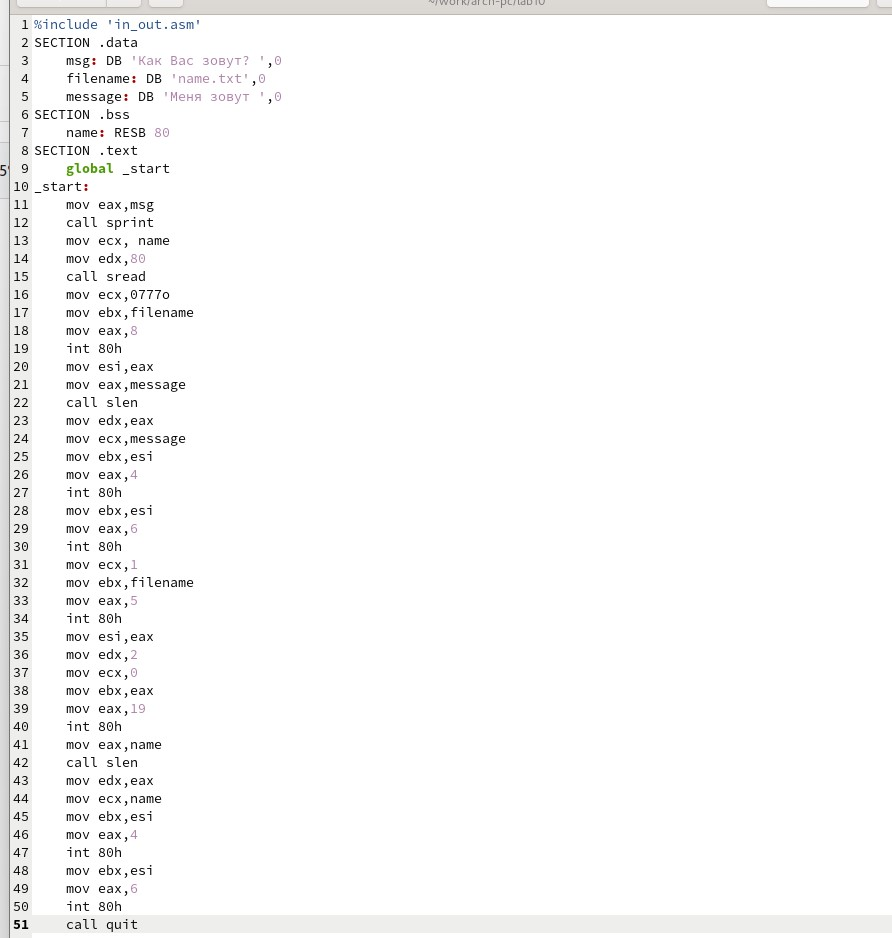 ~/work/arch-pc/lab10
1 %include 'in_out.asm'
2 SECTION .data
3     msg: DB 'Как Вас зовут? ',0
4     filename: DB 'name.txt',0
5     message: DB 'Меня зовут ',0
6 SECTION .bss
7     name: RESB 80
8 SECTION .text
9     global _start
10 _start:
11     mov eax,msg
12     call sprint
13     mov ecx, name
14     mov edx,80
15     call sread
16     mov ecx,0777o
17     mov ebx,filename
18     mov eax,8
19     int 80h
20     mov esi,eax
21     mov eax,message
22     call slen
23     mov edx,eax
24     mov ecx,message
25     mov ebx,esi
26     mov eax,4
27     int 80h
28     mov ebx,esi
29     mov eax,6
30     int 80h
31     mov ecx,1
32     mov ebx,filename
33     mov eax,5
34     int 80h
35     mov esi,eax
36     mov edx,2
37     mov ecx,0
38     mov ebx,eax
39     mov eax,19
40     int 80h
41     mov eax,name
42     call slen
43     mov edx,eax
44     mov ecx,name
45     mov ebx,esi
46     mov eax,4
47     int 80h
48     mov ebx,esi
49     mov eax,6
50     int 80h
51     call quit